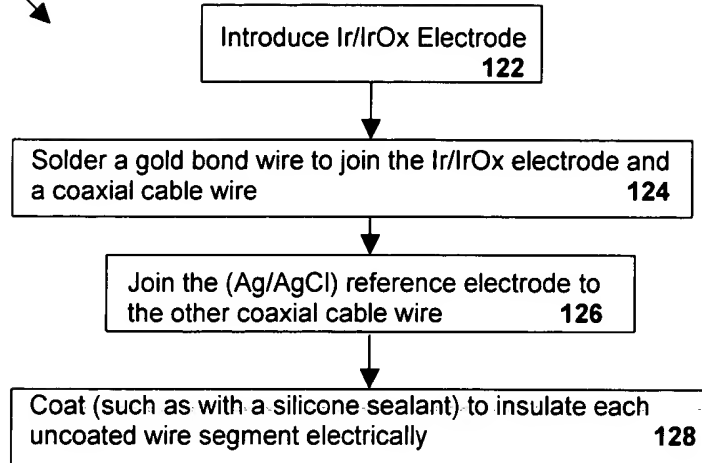 Introduce Ir/IrOx Electrode
122
Solder a gold bond wire to join the Ir/IrOx electrode and
a coaxial cable wire 124
Join the (Ag/AgCl) reference electrode to
the other coaxial cable wire 126
Coat (such as with a silicone sealant) to insulate each
uncoated wire segment electrically 128